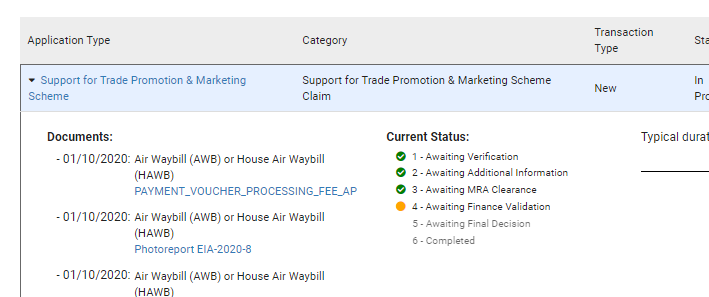 Application Type
Category
Transaction
Type
Sta
Support for Trade Promotion & Marketing
Scheme
Support for Trade Promotion & Marketing Scheme
Claim
New
In
Pro
Documents:
- 01/10/2020: Air Waybill (AWB) or House Air Waybill
(HAWB)
PAYMENT_VOUCHER_PROCESSING_FEE_AP
- 01/10/2020: Air Waybill (AWB) or House Air Waybill
(HAWB)
Photoreport EIA-2020-8
- 01/10/2020: Air Waybill (AWB) or House Air Waybill
(HAWB)
Current Status:
1 - Awaiting Verification
2 - Awaiting Additional Information
3 - Awaiting MRA Clearance
4 - Awaiting Finance Validation
5 - Awaiting Final Decision
6 - Completed
Typical durat